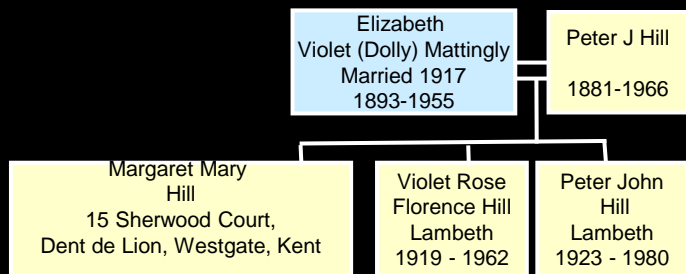 Elizabeth
Violet (Dolly) Mattingly
Married 1917
1893-1955
Peter J Hill
1881-1966
Margaret Mary
Hill
15 Sherwood Court,
Dent de Lion, Westgate, Kent
Violet Rose
Florence Hill
Lambeth
1919 - 1962
Peter John
Hill
Lambeth
1923 - 1980